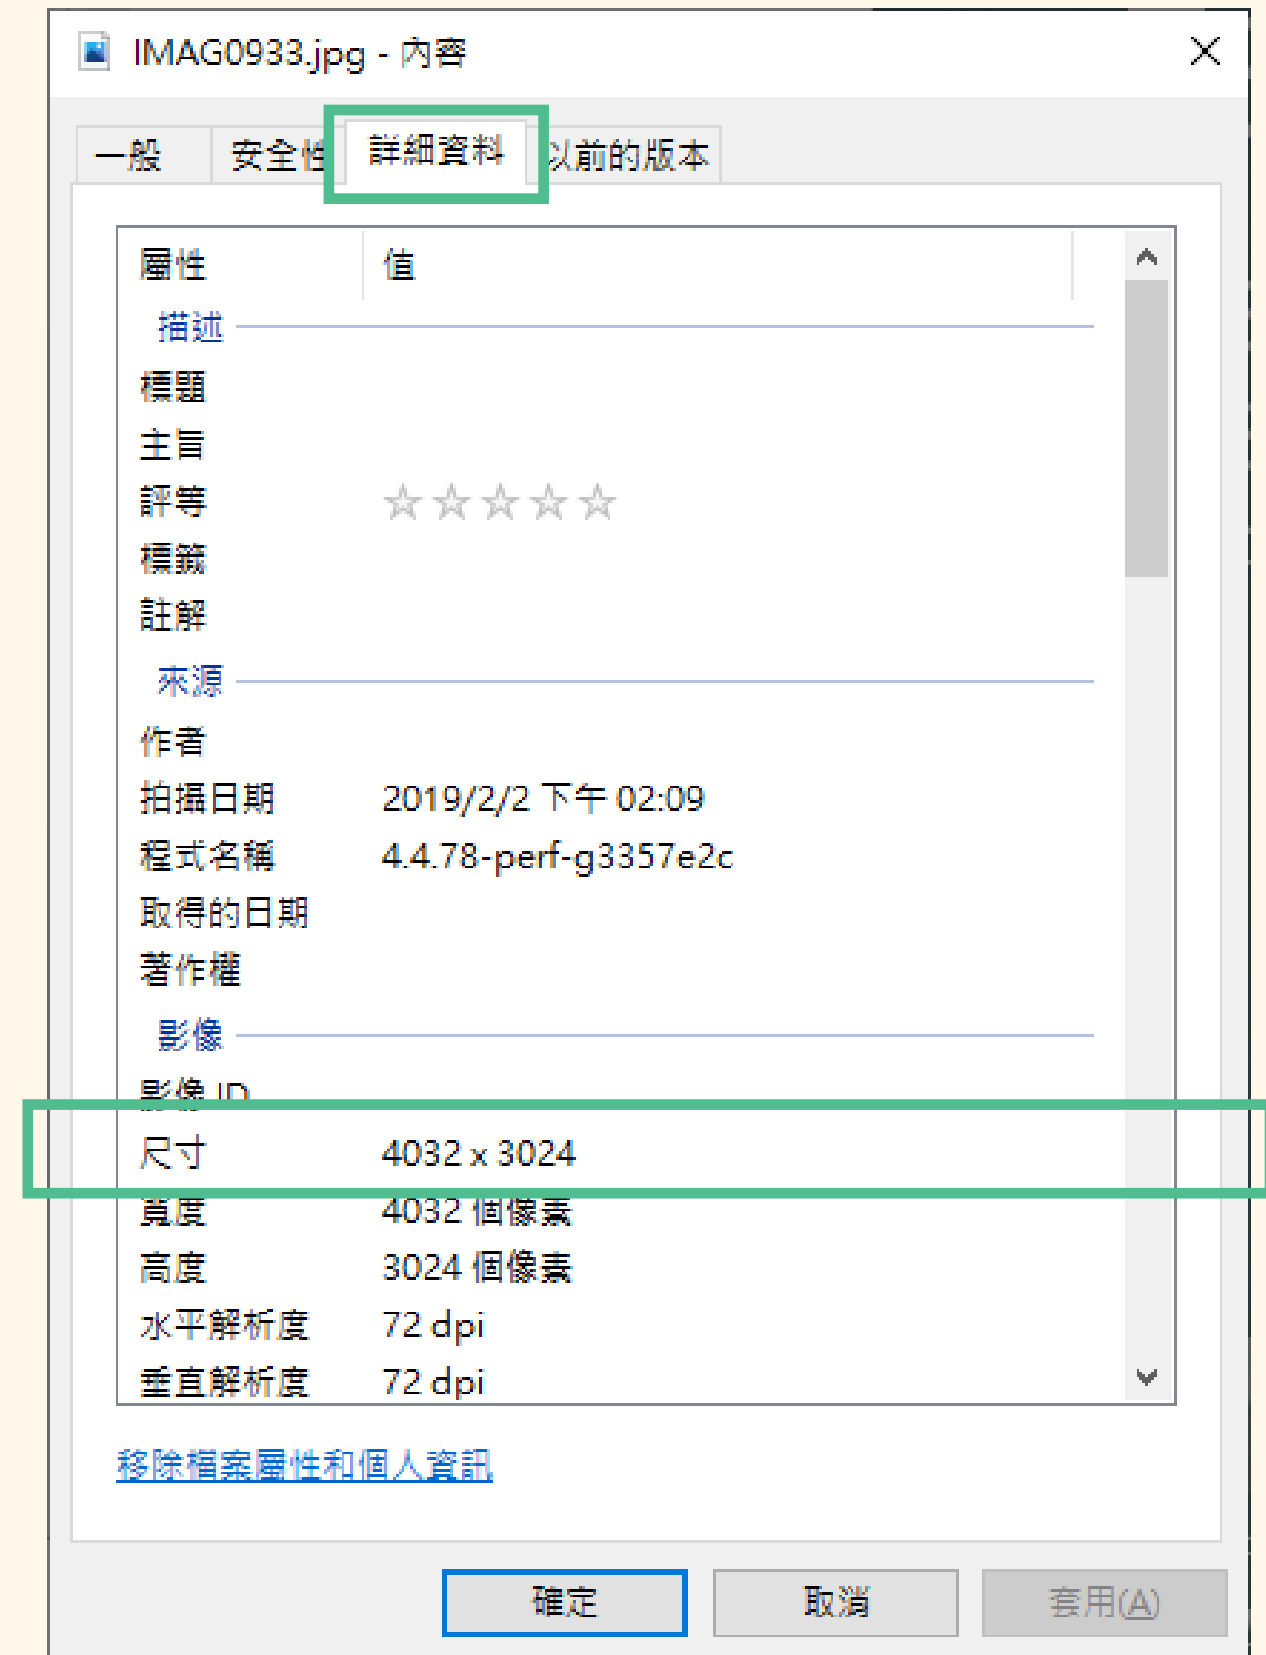 IMAG0933.jpg - 內容
一般 安全性 詳細資料 以前的版本
屬性 值
描述
標題
主旨
評等 ☆☆☆☆☆
標籤
註解
來源
作者
拍攝日期 2019/2/2 下午 02:09
程式名稱 4.4.78-perf-g3357e2c
取得的日期
著作權
影像
影像 ID
尺寸 4032 x 3024
寬度 4032 個像素
高度 3024 個像素
水平解析度 72 dpi
垂直解析度 72 dpi
移除檔案屬性和個人資訊
確定 取消 套用(A)